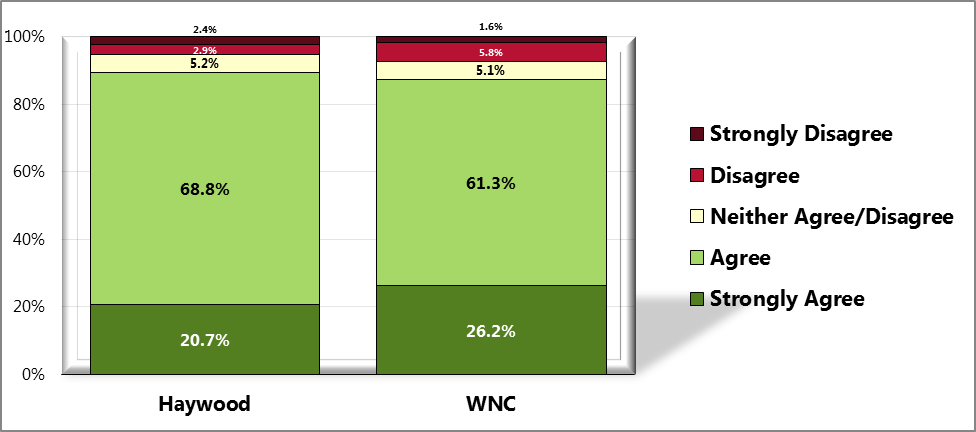 2.4%
1.6%
100%
2.9%
5.8%
5.2%
5.1%
80%
Strongly Disagree
Disagree
60%
68.8%
61.3%
Neither Agree/Disagree
40%
Agree
20%
Strongly Agree
20.7%
26.2%
0%
Haywood
WNC